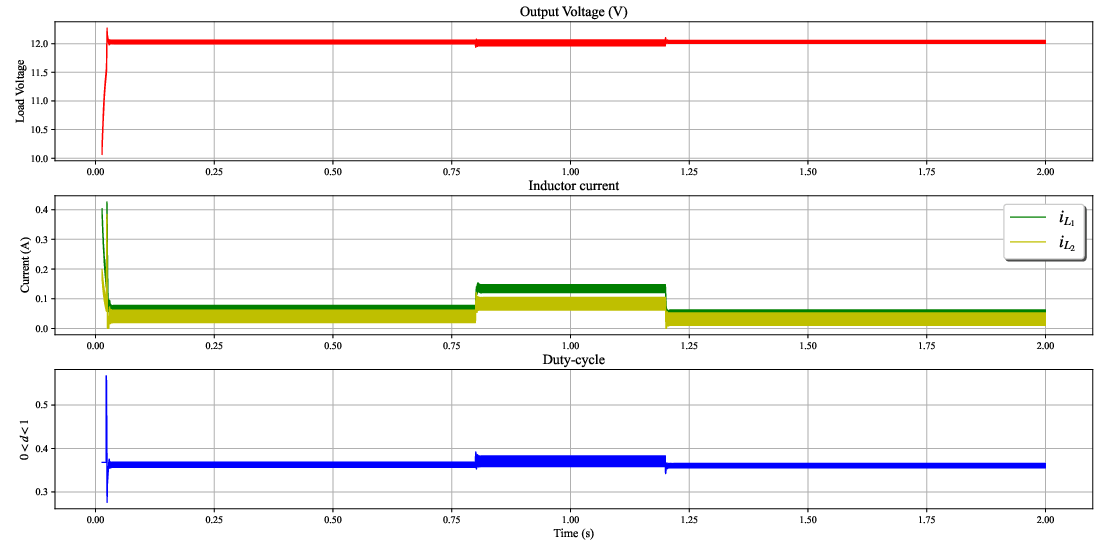 Output Voltage (V)
Load Voltage
12.0
11.5
11.0
10.5
10.0
0.00 0.25 0.50 0.75 1.00 1.25 1.50 1.75 2.00
Inductor current
Current (A)
0.4
0.3
0.2
0.1
0.0
i_{L_1}
i_{L_2}
0.00 0.25 0.50 0.75 1.00 1.25 1.50 1.75 2.00
Duty-cycle
0 < d < 1
0.5
0.4
0.3
0.00 0.25 0.50 0.75 1.00 1.25 1.50 1.75 2.00
Time (s)